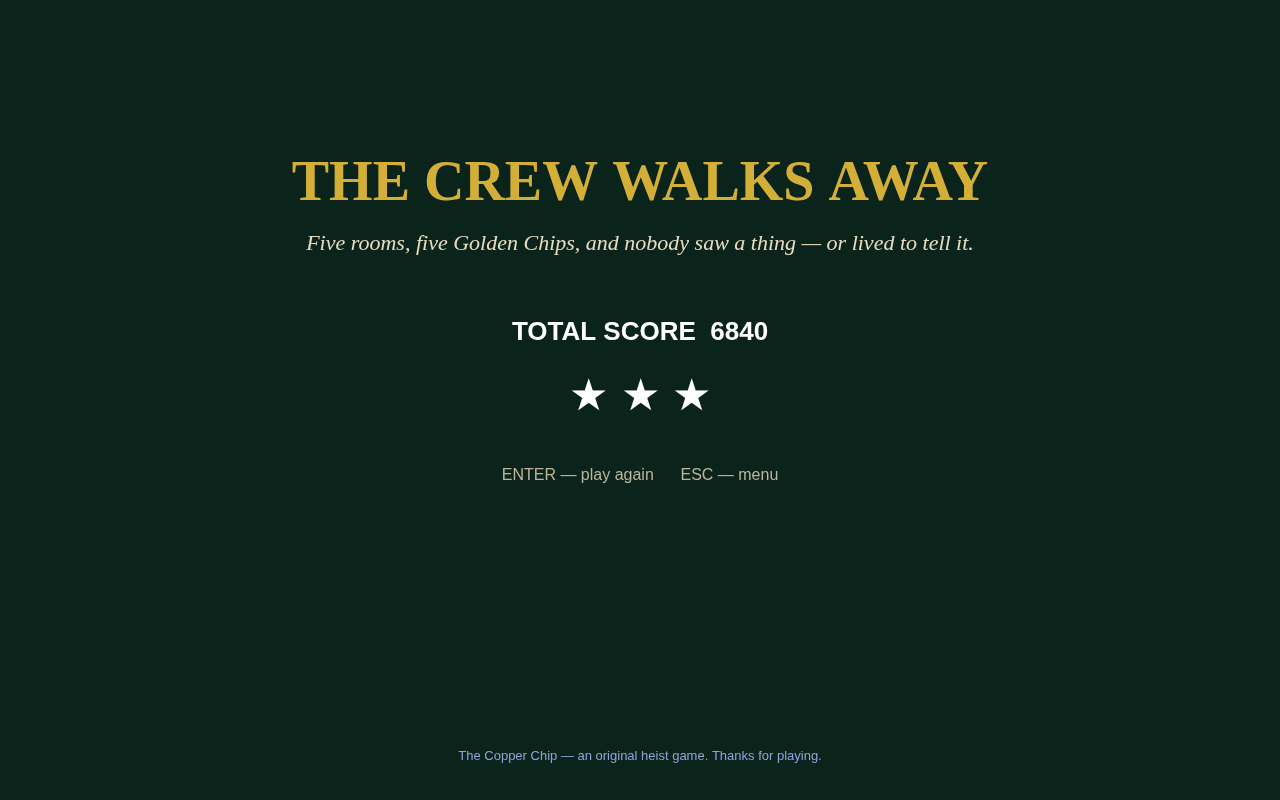 THE CREW WALKS AWAY
Five rooms, five Golden Chips, and nobody saw a thing — or lived to tell it.
TOTAL SCORE  6840
★ ★ ★
ENTER — play again      ESC — menu
The Copper Chip — an original heist game. Thanks for playing.